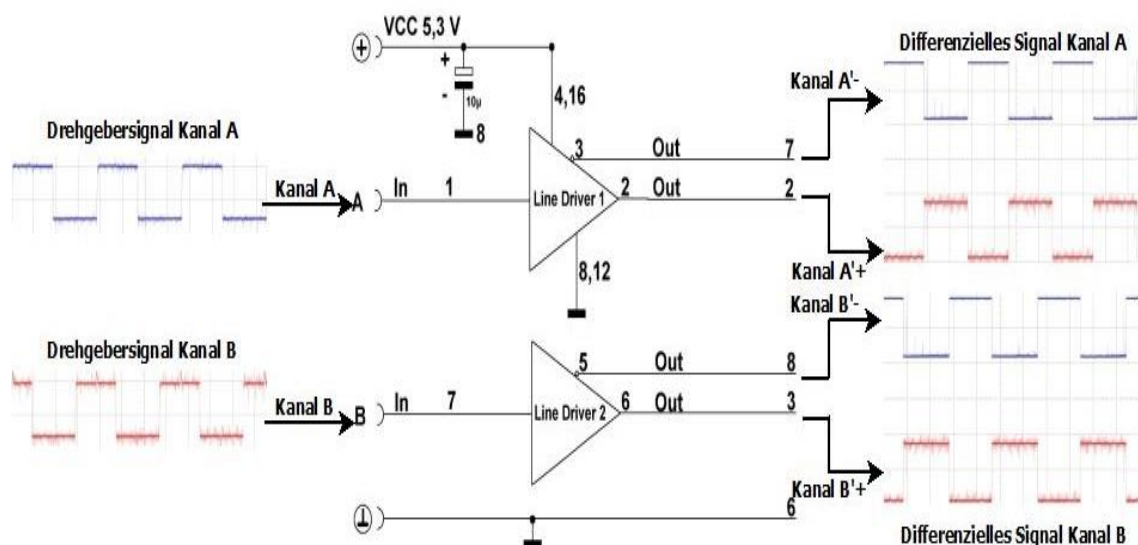 VCC 5,3 V
+
+
-
10µ
8
4,16
Drehgebersignal Kanal A
Kanal A
A
In 1
Line Driver 1
3 Out 7
2 Out 2
8,12
Differenzielles Signal Kanal A
Kanal A'-
Kanal A'+
Drehgebersignal Kanal B
Kanal B
B
In 7
Line Driver 2
5 Out 8
6 Out 3
6
Kanal B'-
Kanal B'+
Differenzielles Signal Kanal B